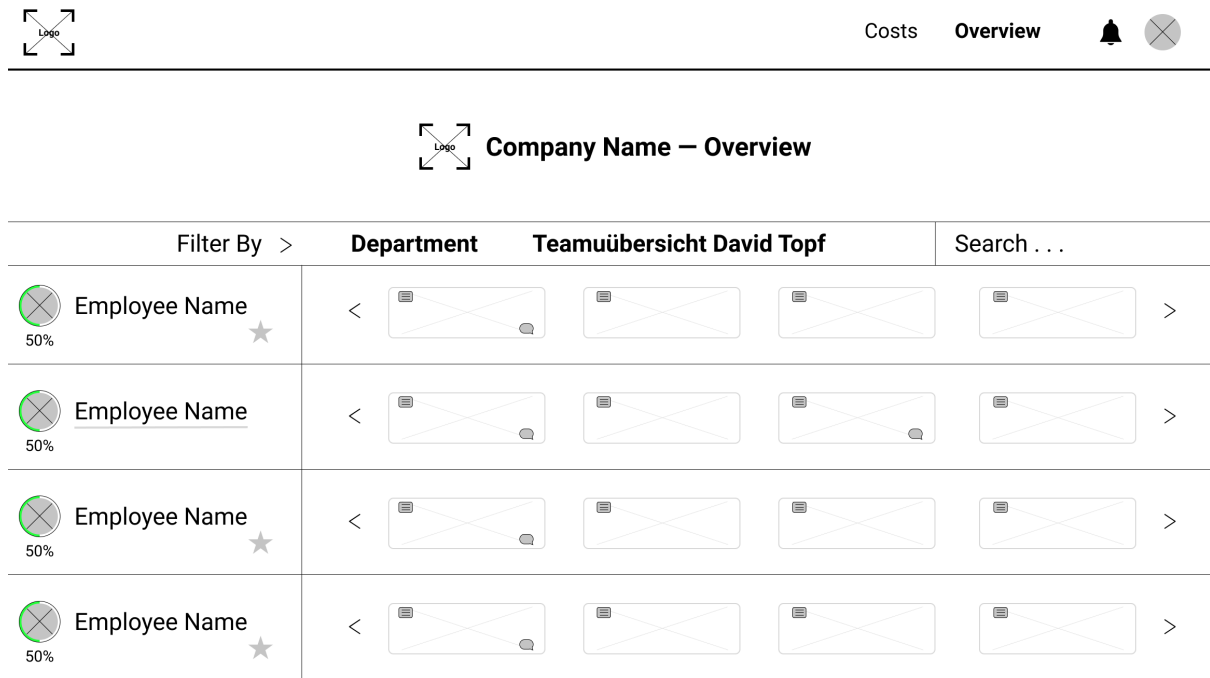 Logo Costs Overview
Logo Company Name — Overview
Filter By > Department Teamuübersicht David Topf Search . . .
Employee Name
50%
Employee Name
50%
Employee Name
50%
Employee Name
50%